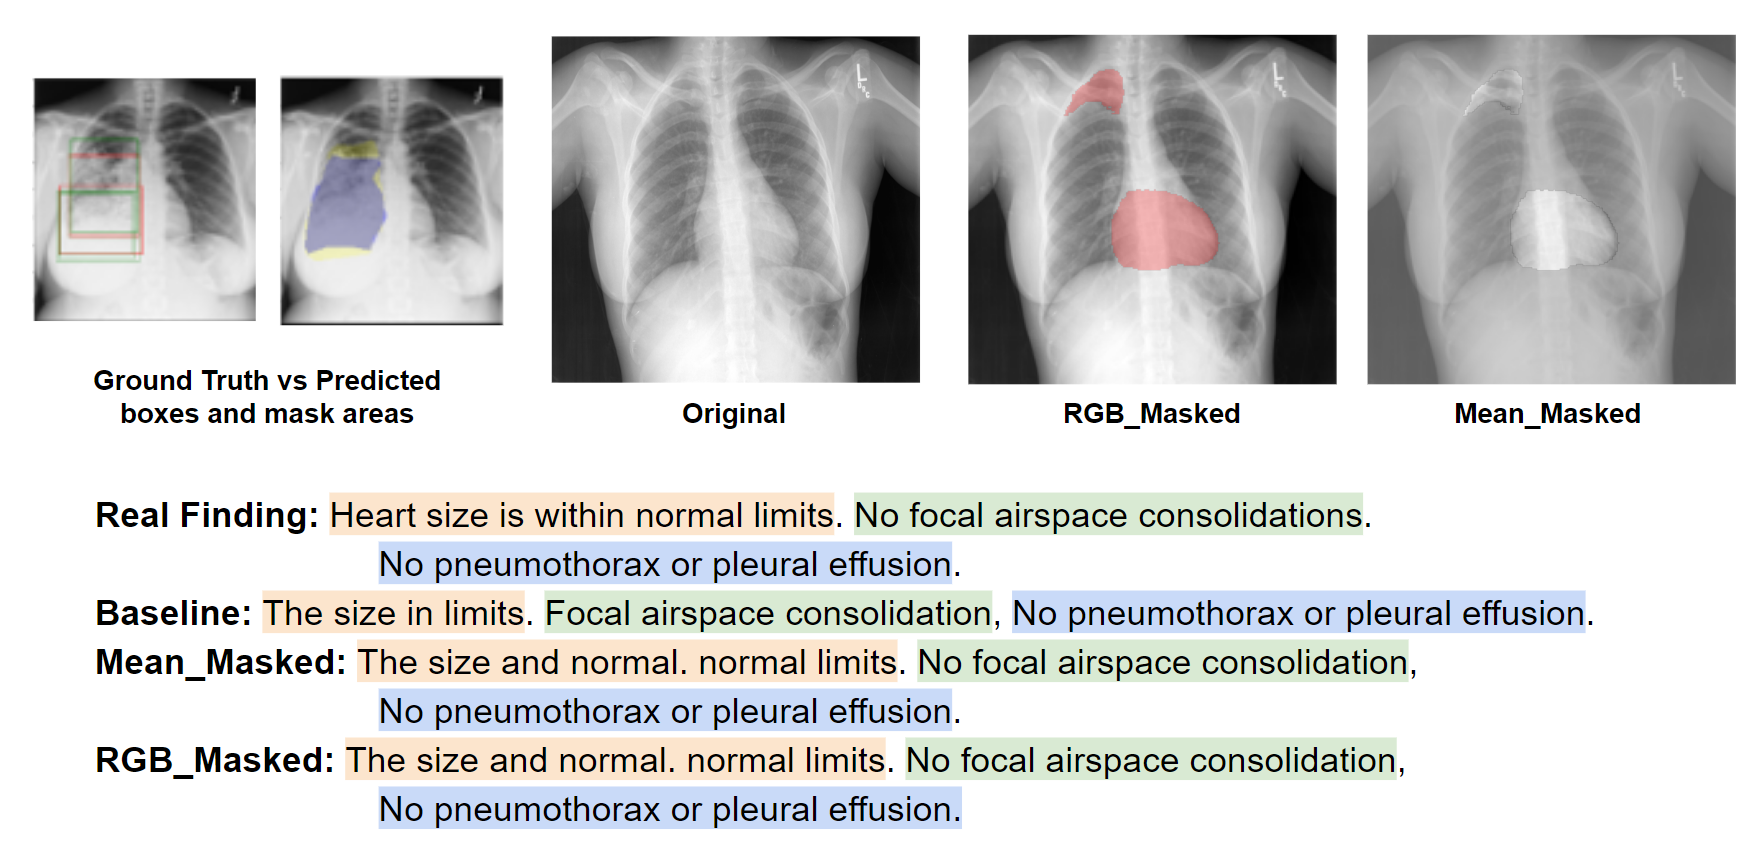 Ground Truth vs Predicted
boxes and mask areas
Original
RGB_Masked
Mean_Masked
Real Finding: Heart size is within normal limits. No focal airspace consolidations.
No pneumothorax or pleural effusion.
Baseline: The size in limits. Focal airspace consolidation, No pneumothorax or pleural effusion.
Mean_Masked: The size and normal. normal limits. No focal airspace consolidation,
No pneumothorax or pleural effusion.
RGB_Masked: The size and normal. normal limits. No focal airspace consolidation,
No pneumothorax or pleural effusion.
L
L
L